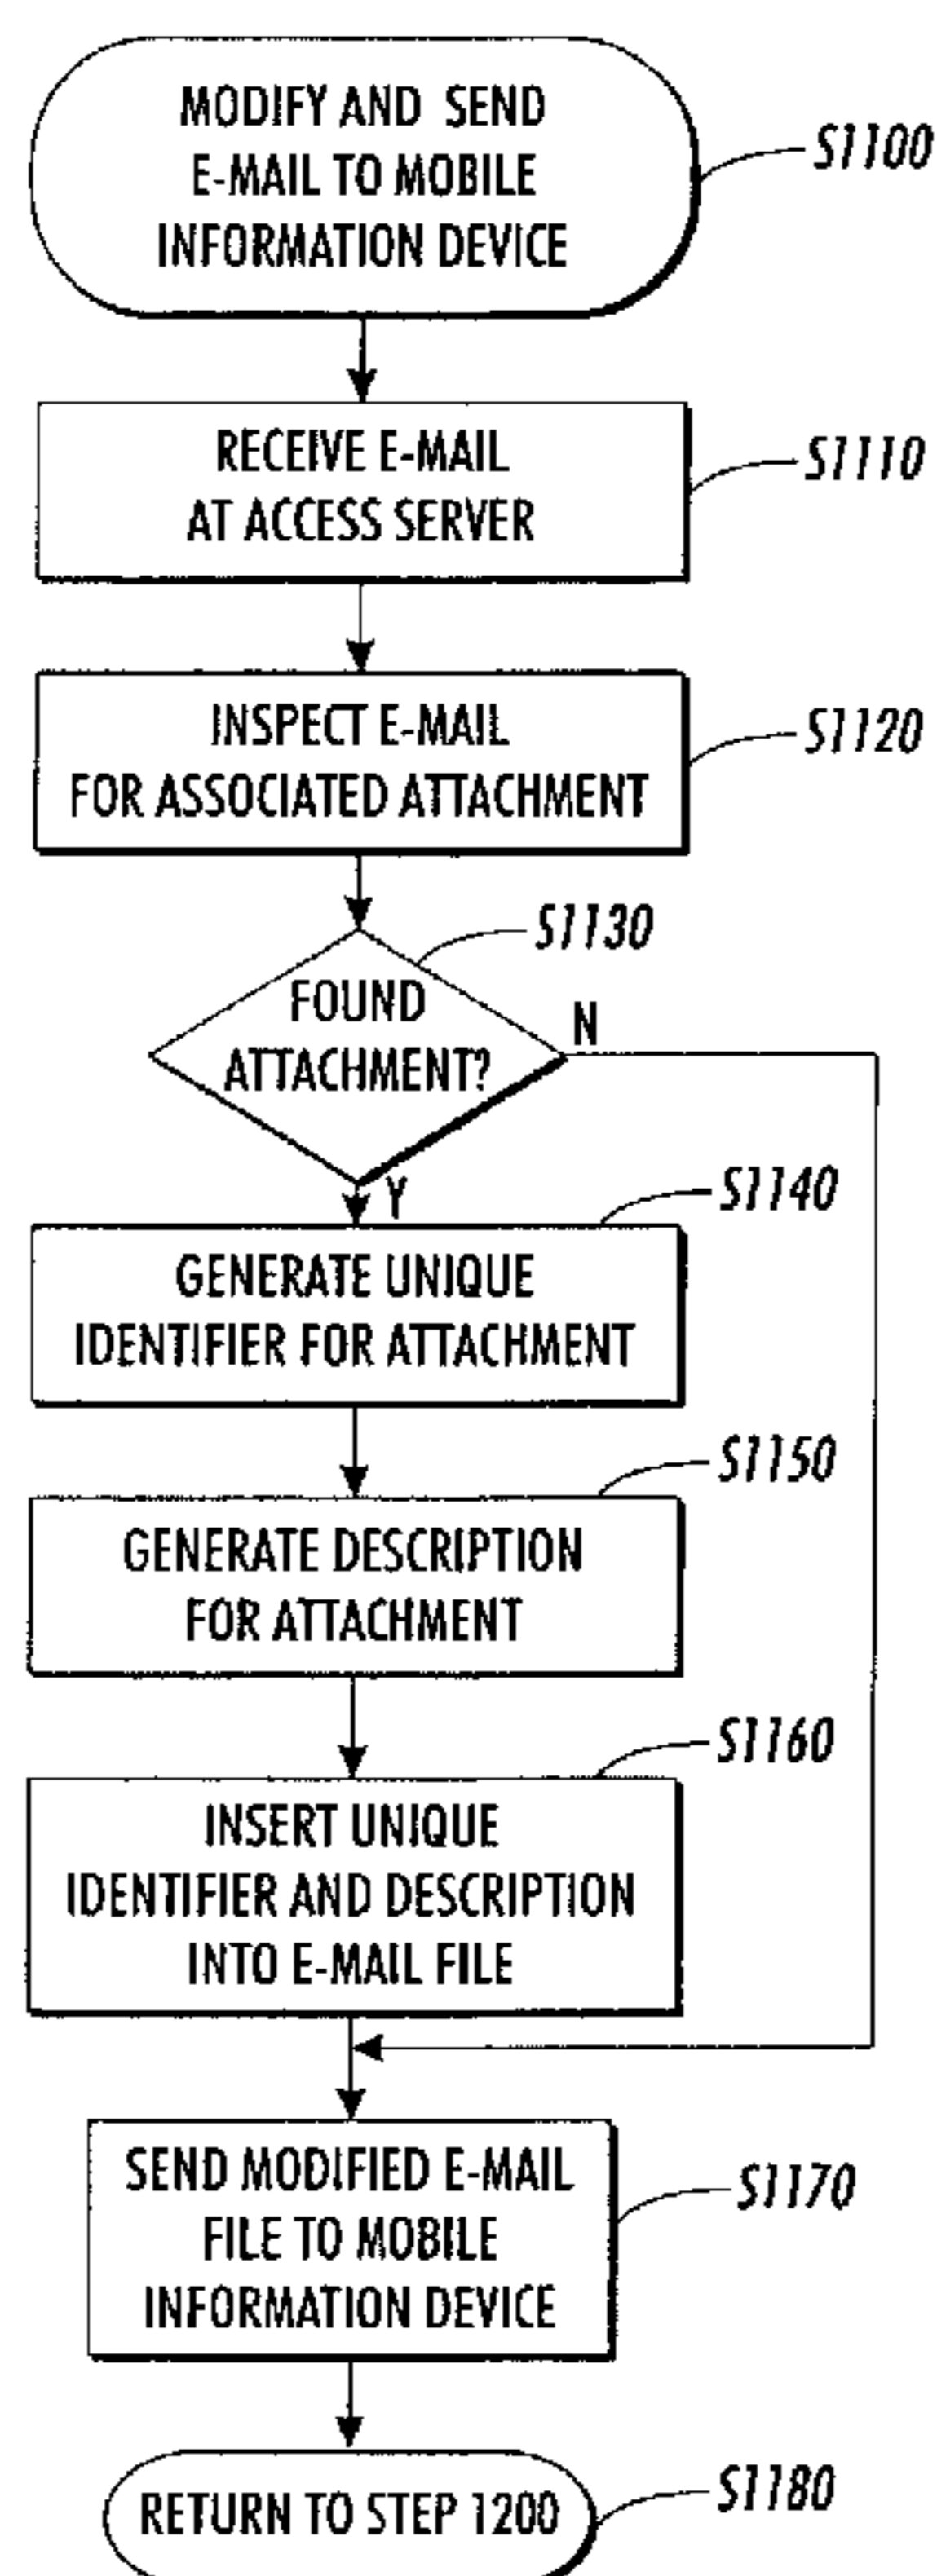 MODIFY AND SEND
E-MAIL TO MOBILE
INFORMATION DEVICE
S1100
RECEIVE E-MAIL
AT ACCESS SERVER
S1110
INSPECT E-MAIL
FOR ASSOCIATED ATTACHMENT
S1120
S1130
FOUND
ATTACHMENT?
N
Y
S1140
GENERATE UNIQUE
IDENTIFIER FOR ATTACHMENT
S1150
GENERATE DESCRIPTION
FOR ATTACHMENT
S1160
INSERT UNIQUE
IDENTIFIER AND DESCRIPTION
INTO E-MAIL FILE
SEND MODIFIED E-MAIL
FILE TO MOBILE
INFORMATION DEVICE
S1170
RETURN TO STEP 1200
S1180